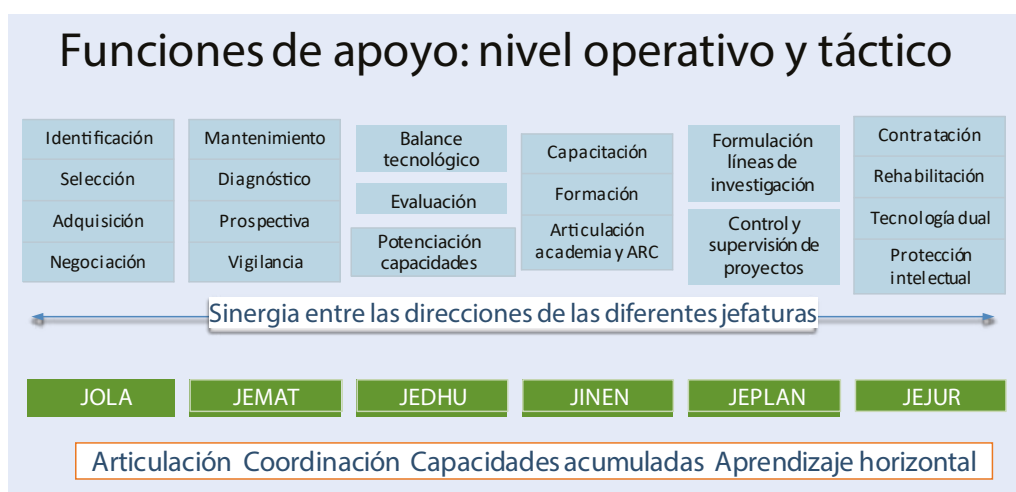 Funciones de apoyo: nivel operativo y táctico
Identificación
Selección
Adquisición
Negociación
Mantenimiento
Diagnóstico
Prospectiva
Vigilancia
Balance
tecnológico
Evaluación
Potenciación
capacidades
Capacitación
Formación
Articulación
academia y ARC
Formulación
líneas de
investigación
Control y
supervisión de
proyectos
Contratación
Rehabilitación
Tecnología dual
Protección
intelectual
Sinergia entre las direcciones de las diferentes jefaturas
JOLA
JEMAT
JEDHU
JINEN
JEPLAN
JEJUR
Articulación Coordinación Capacidades acumuladas Aprendizaje horizontal